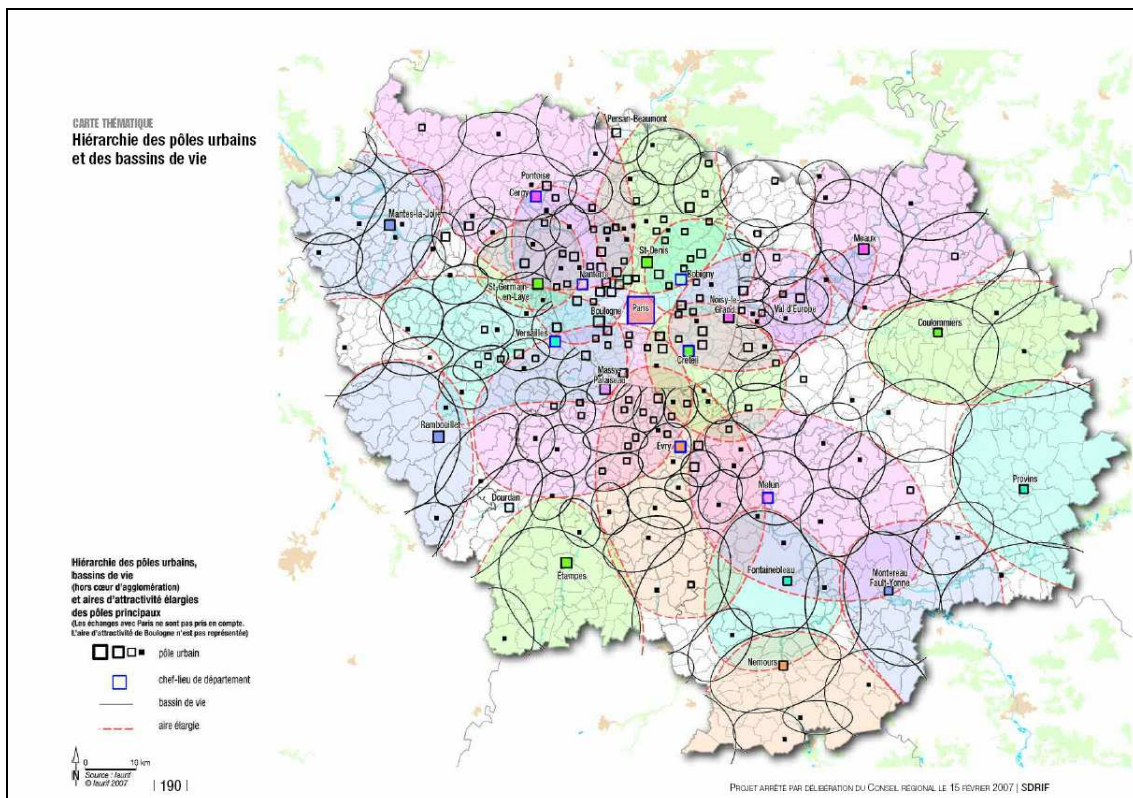 CARTE THÉMATIQUE
Hiérarchie des pôles urbains
et des bassins de vie
Persan-Beaumont
Pontoise
Cergy
Mantes-la-Jolie
Meaux
St-Denis
Bobigny
Nanterre
St-Germain-
en-Laye
Paris
Noisy-le-
Grand
Val d'Europe
Boulogne
Versailles
Coulommiers
Créteil
Massy-
Palaiseau
Rambouillet
Evry
Dourdan
Melun
Provins
Etampes
Fontainebleau
Montereau
Fault-Yonne
Nemours
Hiérarchie des pôles urbains,
bassins de vie
(hors cœur d'agglomération)
et aires d'attractivité élargies
des pôles principaux
(Les échanges avec Paris ne sont pas pris en compte.
L'aire d'attractivité de Boulogne n'est pas représentée)
pôle urbain
chef-lieu de département
bassin de vie
aire élargie
N
0 10 km
Source : Iaurif
© Iaurif 2007
| 190 |
PROJET ARRÊTÉ PAR DÉLIBÉRATION DU CONSEIL RÉGIONAL LE 15 FÉVRIER 2007 | SDRIF